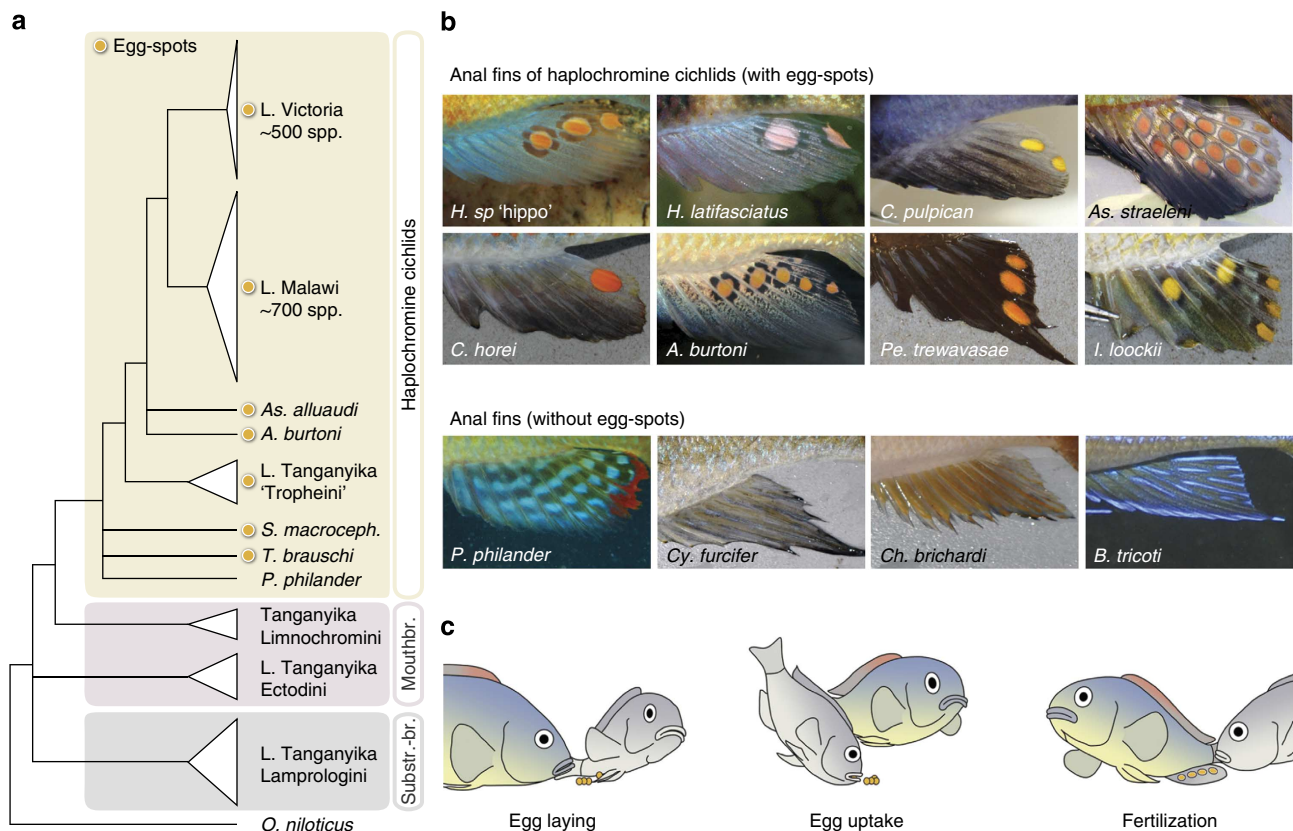 a
Egg-spots
L. Victoria
~500 spp.
L. Malawi
~700 spp.
As. alluaudi
A. burtoni
L. Tanganyika
'Tropheini'
S. macroceph.
T. brauschi
P. philander
Tanganyika
Limnochromini
L. Tanganyika
Ectodini
L. Tanganyika
Lamprologini
O. niloticus
Haplochromine cichlids
Mouthbr.
Substr.-br.
b
Anal fins of haplochromine cichlids (with egg-spots)
H. sp 'hippo'
H. latifasciatus
C. pulpican
As. straeleni
C. horei
A. burtoni
Pe. trewavasae
I. loockii
Anal fins (without egg-spots)
P. philander
Cy. furcifer
Ch. brichardi
B. tricoti
c
Egg laying
Egg uptake
Fertilization